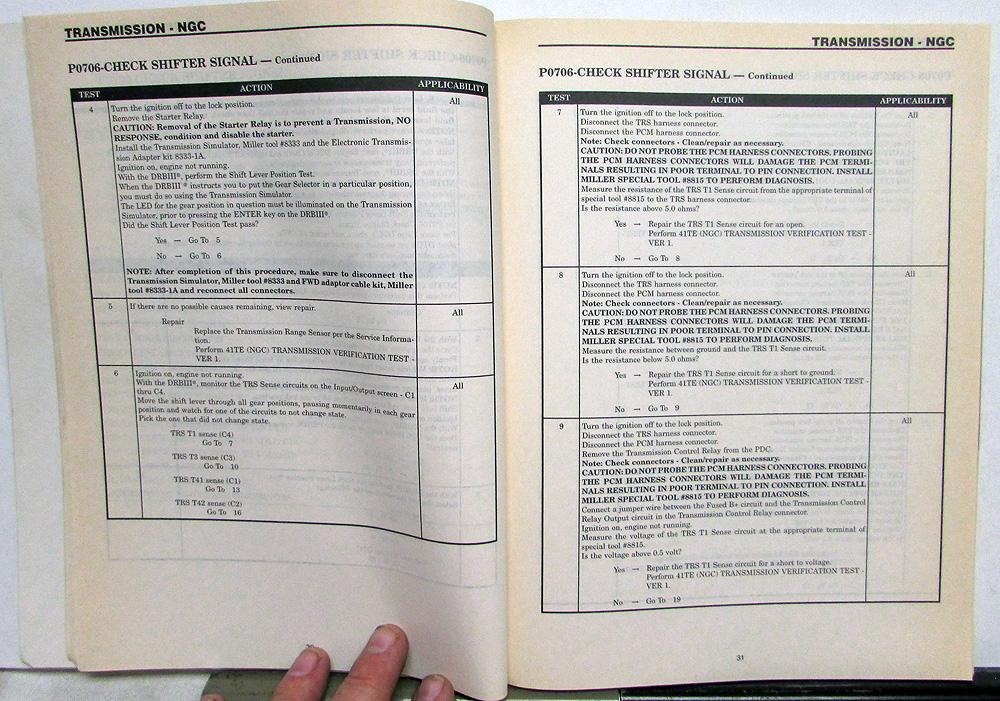 TRANSMISSION - NGC
P0706-CHECK SHIFTER SIGNAL — Continued
TEST ACTION APPLICABILITY
4 Turn the ignition off to the lock position. All
Remove the Starter Relay.
CAUTION: Removal of the Starter Relay is to prevent a Transmission, NO
RESPONSE, condition and disable the starter.
Install the Transmission Simulator, Miller tool #8333 and the Electronic Transmis-
sion Adapter kit 8333-1A.
Ignition on, engine not running.
With the DRBIII®, perform the Shift Lever Position Test.
When the DRBIII® instructs you to put the Gear Selector in a particular position,
you must do so using the Transmission Simulator.
The LED for the gear position in question must be illuminated on the Transmission
Simulator, prior to pressing the ENTER key on the DRBIII®.
Did the Shift Lever Position Test pass?
Yes → Go To 5
No → Go To 6
NOTE: After completion of this procedure, make sure to disconnect the
Transmission Simulator, Miller tool #8333 and FWD adaptor cable kit, Miller
tool #8333-1A and reconnect all connectors.
5 If there are no possible causes remaining, view repair. All
Repair
Replace the Transmission Range Sensor per the Service Informa-
tion.
Perform 41TE (NGC) TRANSMISSION VERIFICATION TEST -
VER 1.
6 Ignition on, engine not running. All
With the DRBIII®, monitor the TRS Sense circuits on the Input/Output screen - C1
thru C4.
Move the shift lever through all gear positions, pausing momentarily in each gear
position and watch for one of the circuits to not change state.
Pick the one that did not change state.
TRS T1 sense (C4)
Go To 7
TRS T3 sense (C3)
Go To 10
TRS T41 sense (C1)
Go To 13
TRS T42 sense (C2)
Go To 16
TRANSMISSION - NGC
P0706-CHECK SHIFTER SIGNAL — Continued
TEST ACTION APPLICABILITY
7 Turn the ignition off to the lock position. All
Disconnect the TRS harness connector.
Disconnect the PCM harness connector.
Note: Check connectors - Clean/repair as necessary.
CAUTION: DO NOT PROBE THE PCM HARNESS CONNECTORS. PROBING
THE PCM HARNESS CONNECTORS WILL DAMAGE THE PCM TERMI-
NALS RESULTING IN POOR TERMINAL TO PIN CONNECTION. INSTALL
MILLER SPECIAL TOOL #8815 TO PERFORM DIAGNOSIS.
Measure the resistance of the TRS T1 Sense circuit from the appropriate terminal of
special tool #8815 to the TRS harness connector.
Is the resistance above 5.0 ohms?
Yes → Repair the TRS T1 Sense circuit for an open.
Perform 41TE (NGC) TRANSMISSION VERIFICATION TEST -
VER 1.
No → Go To 8
8 Turn the ignition off to the lock position. All
Disconnect the TRS harness connector.
Disconnect the PCM harness connector.
Note: Check connectors - Clean/repair as necessary.
CAUTION: DO NOT PROBE THE PCM HARNESS CONNECTORS. PROBING
THE PCM HARNESS CONNECTORS WILL DAMAGE THE PCM TERMI-
NALS RESULTING IN POOR TERMINAL TO PIN CONNECTION. INSTALL
MILLER SPECIAL TOOL #8815 TO PERFORM DIAGNOSIS.
Measure the resistance between ground and the TRS T1 Sense circuit.
Is the resistance below 5.0 ohms?
Yes → Repair the TRS T1 Sense circuit for a short to ground.
Perform 41TE (NGC) TRANSMISSION VERIFICATION TEST -
VER 1.
No → Go To 9
9 Turn the ignition off to the lock position. All
Disconnect the TRS harness connector.
Disconnect the PCM harness connector.
Remove the Transmission Control Relay from the PDC.
Note: Check connectors - Clean/repair as necessary.
CAUTION: DO NOT PROBE THE PCM HARNESS CONNECTORS. PROBING
THE PCM HARNESS CONNECTORS WILL DAMAGE THE PCM TERMI-
NALS RESULTING IN POOR TERMINAL TO PIN CONNECTION. INSTALL
MILLER SPECIAL TOOL #8815 TO PERFORM DIAGNOSIS.
Connect a jumper wire between the Fused B+ circuit and the Transmission Control
Relay Output circuit in the Transmission Control Relay connector.
Ignition on, engine not running.
Measure the voltage of the TRS T1 Sense circuit at the appropriate terminal of
special tool #8815.
Is the voltage above 0.5 volt?
Yes → Repair the TRS T1 Sense circuit for a short to voltage.
Perform 41TE (NGC) TRANSMISSION VERIFICATION TEST -
VER 1.
No → Go To 19
31